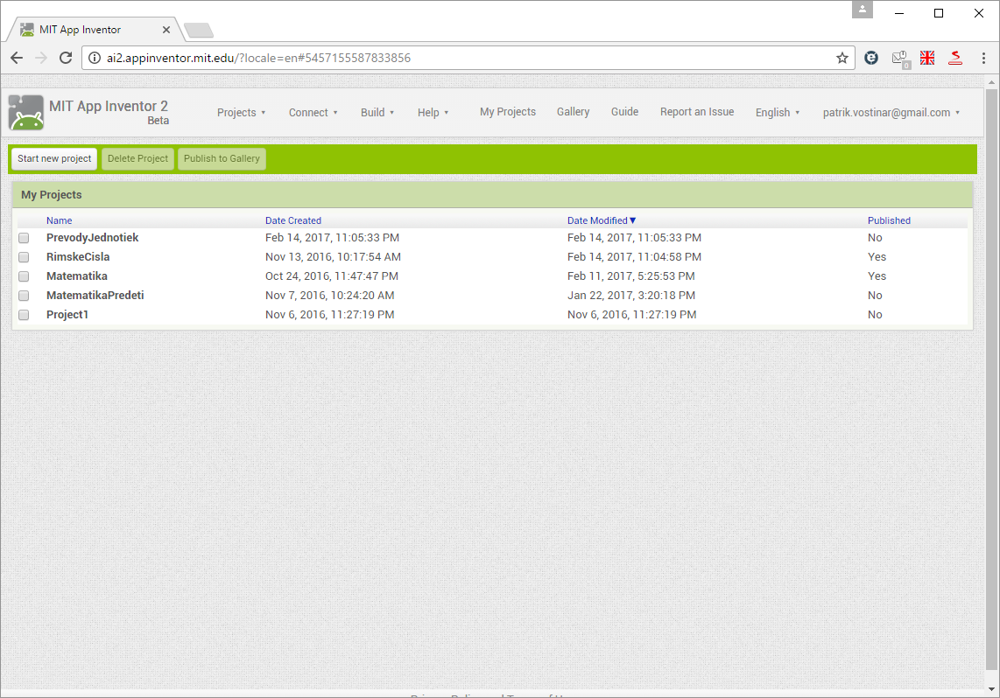 MIT App Inventor
ai2.appinventor.mit.edu/?locale=en#5457155587833856
0
MIT App Inventor 2
Beta
Projects Connect Build Help My Projects Gallery Guide Report an Issue English patrik.vostinar@gmail.com
Start new project Delete Project Publish to Gallery
My Projects
Name Date Created Date Modified Published
PrevodyJednotiek Feb 14, 2017, 11:05:33 PM Feb 14, 2017, 11:05:33 PM No
RimskeCisla Nov 13, 2016, 10:17:54 AM Feb 14, 2017, 11:04:58 PM Yes
Matematika Oct 24, 2016, 11:47:47 PM Feb 11, 2017, 5:25:53 PM Yes
MatematikaPredeti Nov 7, 2016, 10:24:20 AM Jan 22, 2017, 3:20:18 PM No
Project1 Nov 6, 2016, 11:27:19 PM Nov 6, 2016, 11:27:19 PM No